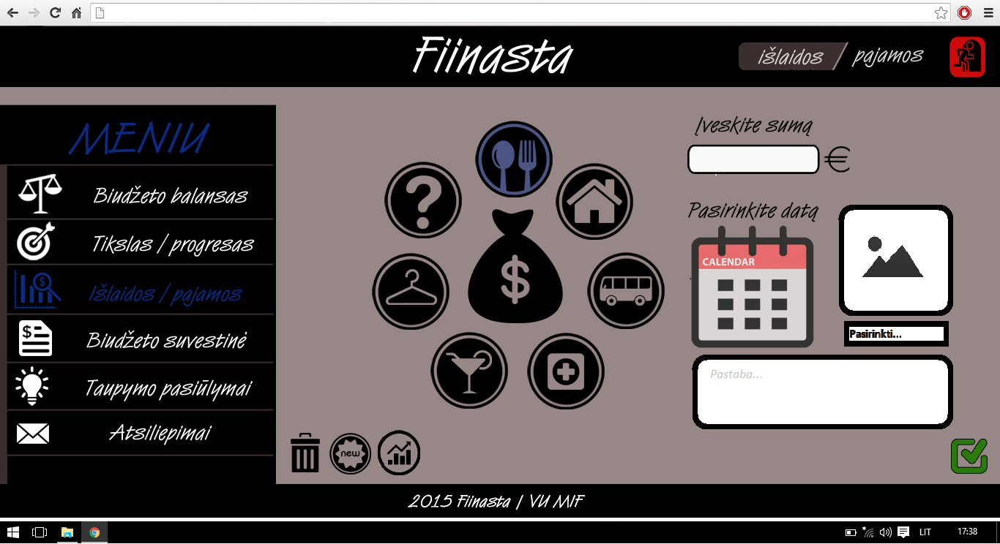 Fiinasta
išlaidos / pajamos
MENIU
Biudžeto balansas
Tikslas / progresas
Išlaidos / pajamos
Biudžeto suvestinė
Taupymo pasiūlymai
Atsiliepimai
?
$
$
$
new
Įveskite sumą
€
Pasirinkite datą
CALENDAR
Pasirinkti...
Pastaba...
2015 Fiinasta / VU MIF
LIT
17:38